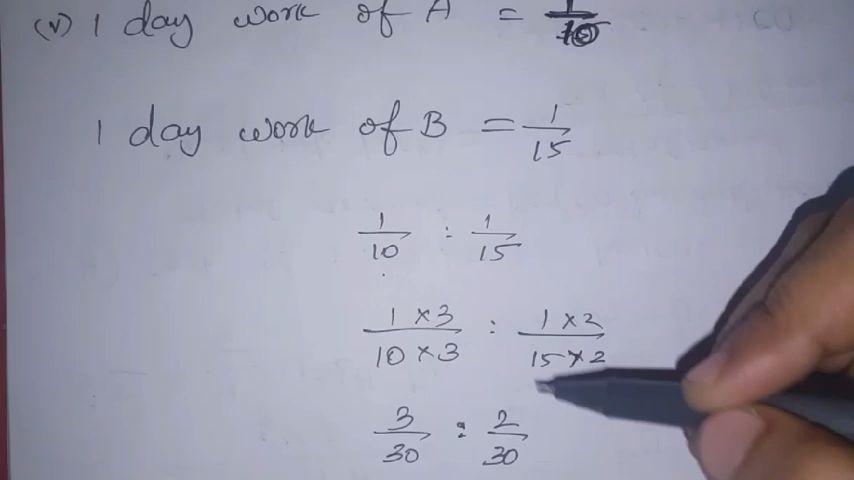 (v) 1 day work of A = 1/10
1 day work of B = 1/15
1/10 : 1/15
1 × 3/10 × 3 : 1 × 2/15 × 2
3/30 : 2/30